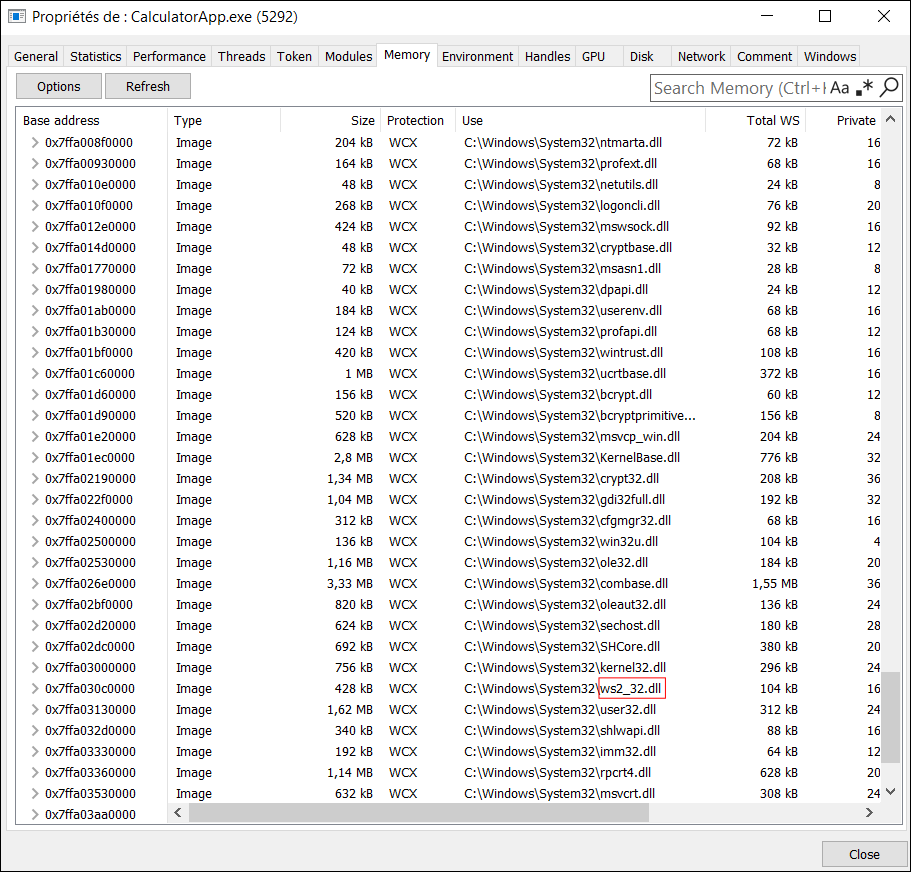 Propriétés de : CalculatorApp.exe (5292)
General Statistics Performance Threads Token Modules Memory Environment Handles GPU Disk Network Comment Windows
Options Refresh Search Memory (Ctrl+K Aa .*
Base address Type Size Protection Use Total WS Private
0x7ffa008f0000 Image 204 kB WCX C:\Windows\System32\ntmarta.dll 72 kB 16
0x7ffa00930000 Image 164 kB WCX C:\Windows\System32\profext.dll 68 kB 16
0x7ffa010e0000 Image 48 kB WCX C:\Windows\System32\netutils.dll 24 kB 8
0x7ffa010f0000 Image 268 kB WCX C:\Windows\System32\logoncli.dll 76 kB 20
0x7ffa012e0000 Image 424 kB WCX C:\Windows\System32\mswsock.dll 92 kB 16
0x7ffa014d0000 Image 48 kB WCX C:\Windows\System32\cryptbase.dll 32 kB 12
0x7ffa01770000 Image 72 kB WCX C:\Windows\System32\msasn1.dll 28 kB 8
0x7ffa01980000 Image 40 kB WCX C:\Windows\System32\dpapi.dll 24 kB 12
0x7ffa01ab0000 Image 184 kB WCX C:\Windows\System32\userenv.dll 68 kB 16
0x7ffa01b30000 Image 124 kB WCX C:\Windows\System32\profapi.dll 68 kB 12
0x7ffa01bf0000 Image 420 kB WCX C:\Windows\System32\wintrust.dll 108 kB 16
0x7ffa01c60000 Image 1 MB WCX C:\Windows\System32\ucrtbase.dll 372 kB 16
0x7ffa01d60000 Image 156 kB WCX C:\Windows\System32\bcrypt.dll 60 kB 12
0x7ffa01d90000 Image 520 kB WCX C:\Windows\System32\bcryptprimitive... 156 kB 8
0x7ffa01e20000 Image 628 kB WCX C:\Windows\System32\msvcp_win.dll 204 kB 24
0x7ffa01ec0000 Image 2,8 MB WCX C:\Windows\System32\KernelBase.dll 776 kB 32
0x7ffa02190000 Image 1,34 MB WCX C:\Windows\System32\crypt32.dll 208 kB 36
0x7ffa022f0000 Image 1,04 MB WCX C:\Windows\System32\gdi32full.dll 192 kB 32
0x7ffa02400000 Image 312 kB WCX C:\Windows\System32\cfgmgr32.dll 68 kB 16
0x7ffa02500000 Image 136 kB WCX C:\Windows\System32\win32u.dll 104 kB 4
0x7ffa02530000 Image 1,16 MB WCX C:\Windows\System32\ole32.dll 184 kB 20
0x7ffa026e0000 Image 3,33 MB WCX C:\Windows\System32\combase.dll 1,55 MB 36
0x7ffa02bf0000 Image 820 kB WCX C:\Windows\System32\oleaut32.dll 136 kB 24
0x7ffa02d20000 Image 624 kB WCX C:\Windows\System32\sechost.dll 180 kB 28
0x7ffa02dc0000 Image 692 kB WCX C:\Windows\System32\SHCore.dll 380 kB 20
0x7ffa03000000 Image 756 kB WCX C:\Windows\System32\kernel32.dll 296 kB 24
0x7ffa030c0000 Image 428 kB WCX C:\Windows\System32\ws2_32.dll 104 kB 16
0x7ffa03130000 Image 1,62 MB WCX C:\Windows\System32\user32.dll 312 kB 24
0x7ffa032d0000 Image 340 kB WCX C:\Windows\System32\shlwapi.dll 88 kB 16
0x7ffa03330000 Image 192 kB WCX C:\Windows\System32\imm32.dll 64 kB 12
0x7ffa03360000 Image 1,14 MB WCX C:\Windows\System32\rpcrt4.dll 628 kB 20
0x7ffa03530000 Image 632 kB WCX C:\Windows\System32\msvcrt.dll 308 kB 24
0x7ffa03aa0000
Close